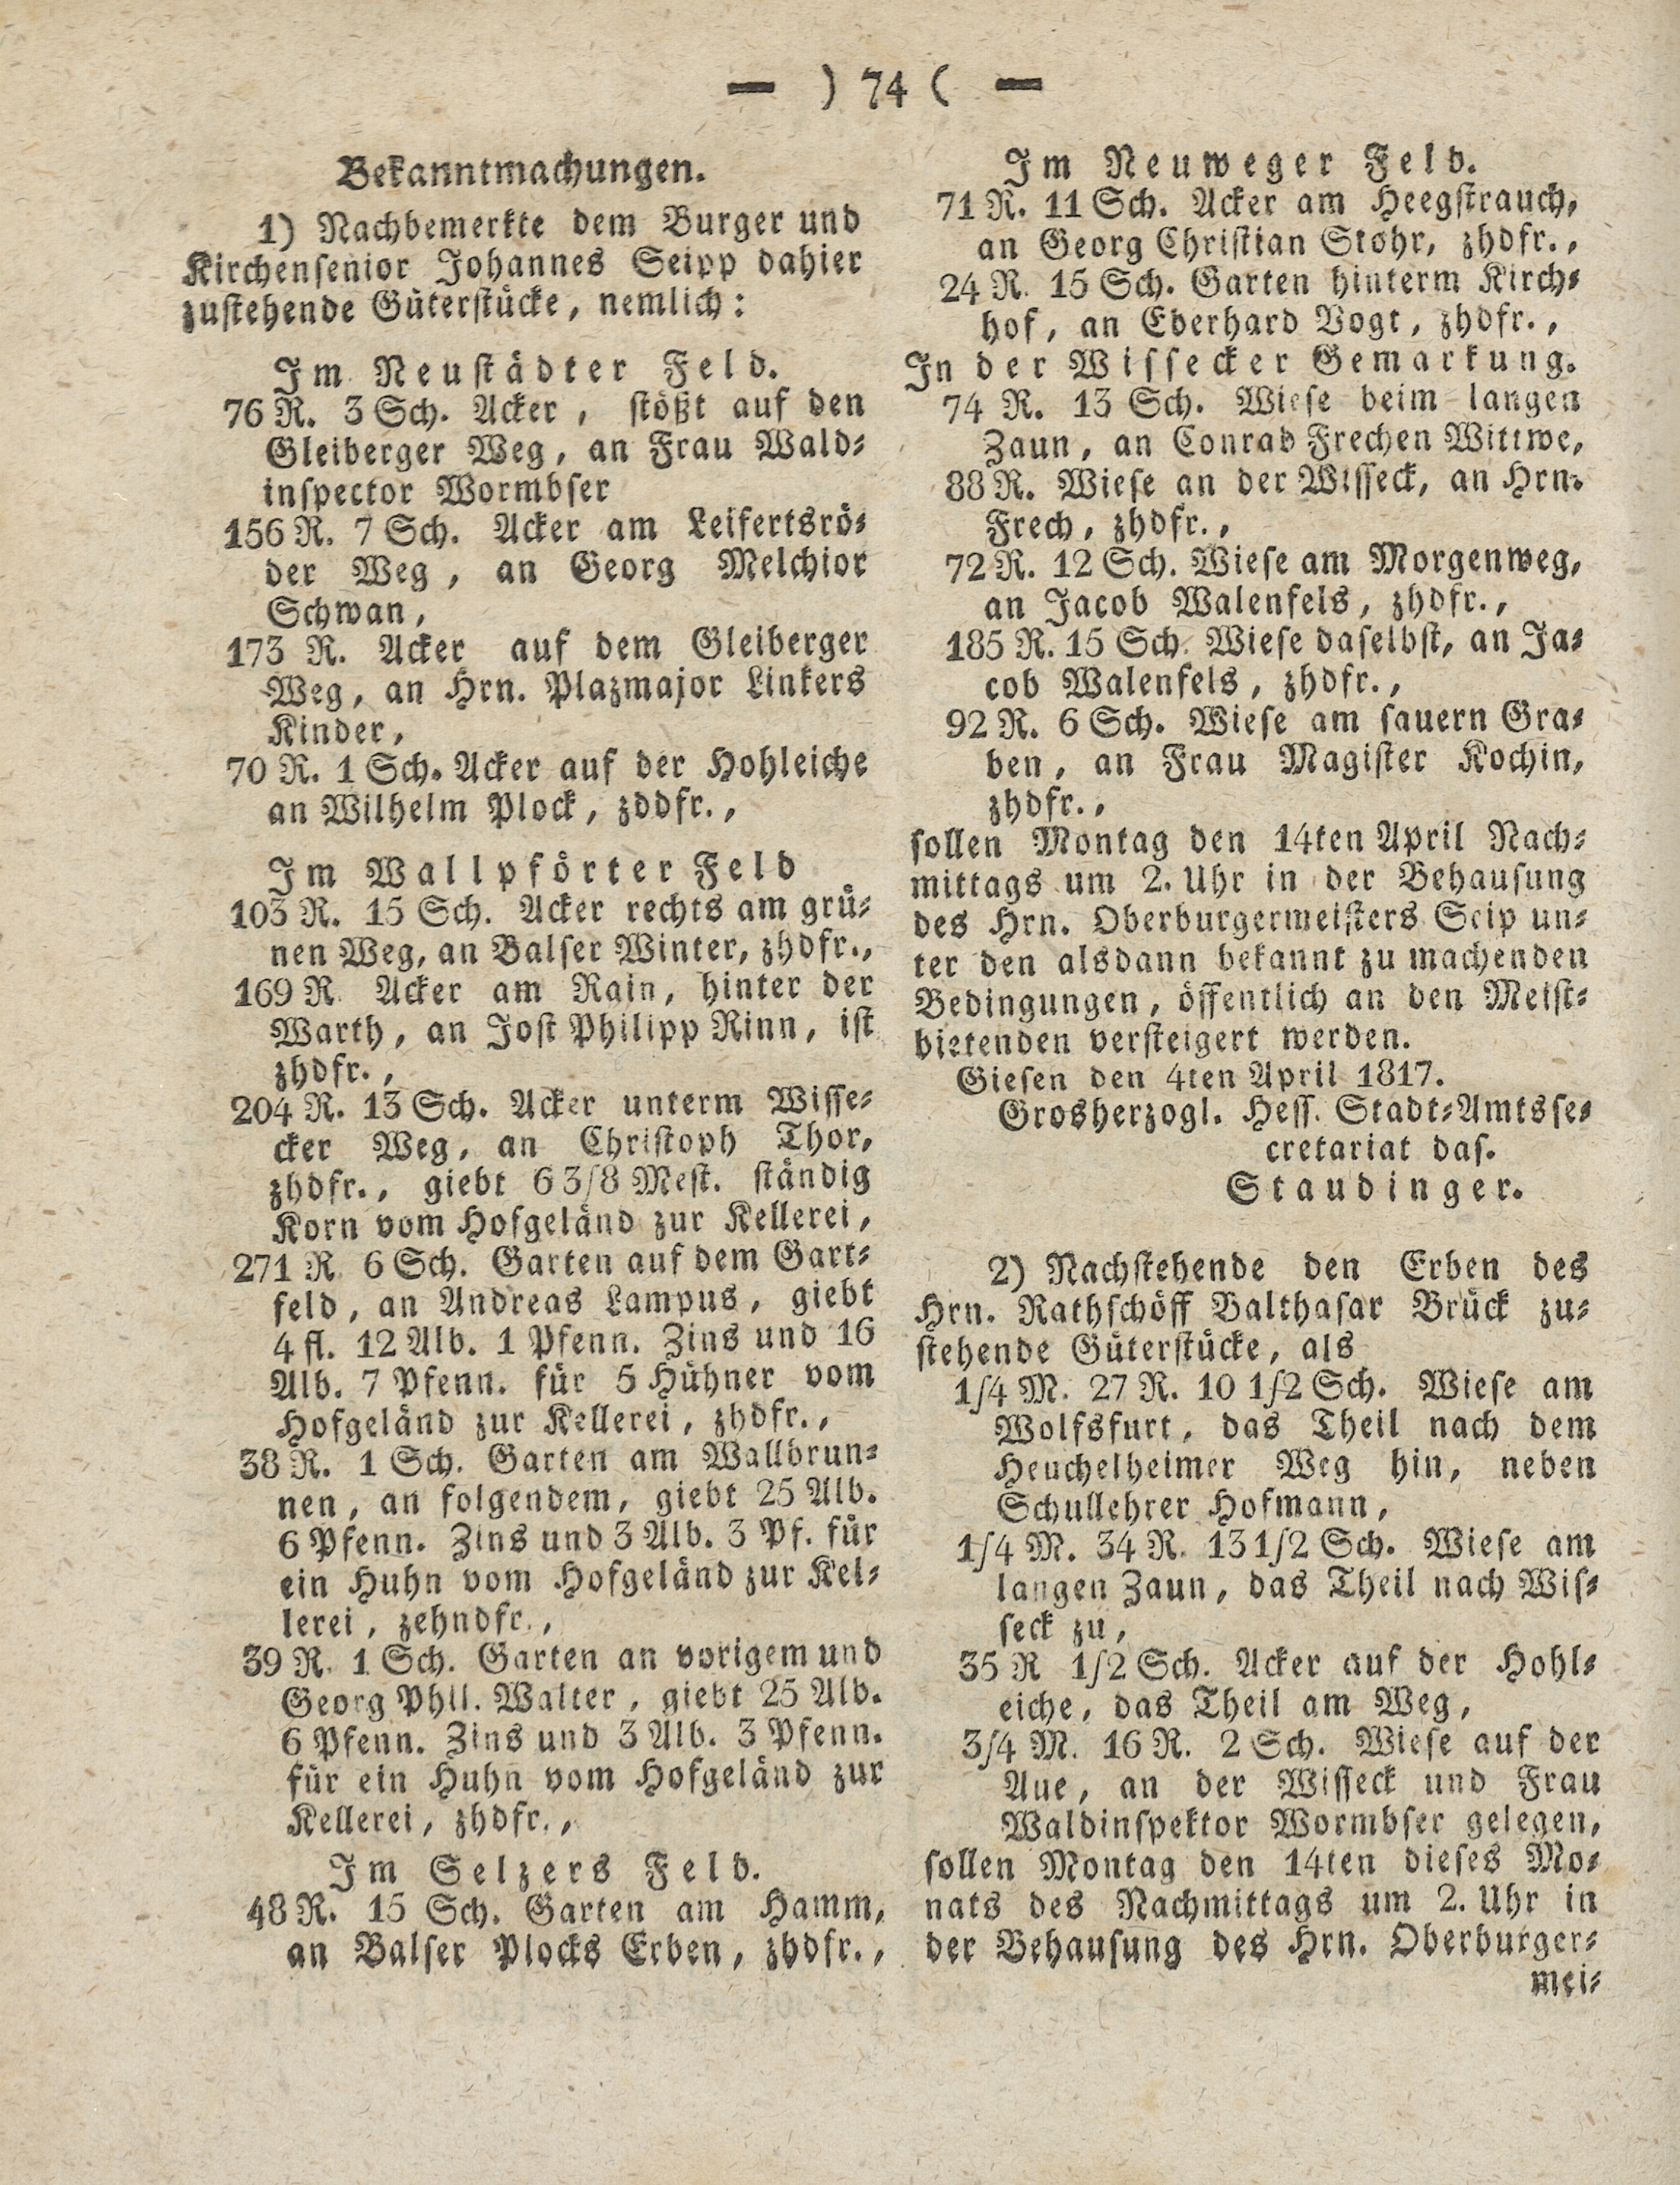 — ) 74 ( —
Bekanntmachungen.
1) Nachbemerkte dem Burger und
Kirchensenior Johannes Seipp dahier
zustehende Güterstücke, nemlich:
Im Neustädter Feld.
76 R. 3 Sch. Acker, stößt auf den
Gleiberger Weg, an Frau Wald-
inspector Wormbser
156 R. 7 Sch. Acker am Leifertsrö-
der Weg, an Georg Melchior
Schwan,
173 R. Acker auf dem Gleiberger
Weg, an Hrn. Plazmajor Linkers
Kinder,
70 R. 1 Sch. Acker auf der Hohleiche
an Wilhelm Plock, zddfr.,
Im Wallpförter Feld
103 R. 15 Sch. Acker rechts am grü-
nen Weg, an Balser Winter, zhdfr.,
169 R. Acker am Rain, hinter der
Warth, an Jost Philipp Rinn, ist
zhdfr.,
204 R. 13 Sch. Acker unterm Wisse-
cker Weg, an Christoph Thor,
zhdfr., giebt 6 3/8 Mest. ständig
Korn vom Hofgeländ zur Kellerei,
271 R. 6 Sch. Garten auf dem Gart-
feld, an Andreas Lampus, giebt
4 fl. 12 Alb. 1 Pfenn. Zins und 16
Alb. 7 Pfenn. für 5 Hühner vom
Hofgeländ zur Kellerei, zhdfr.,
38 R. 1 Sch. Garten am Wallbrun-
nen, an folgendem, giebt 25 Alb.
6 Pfenn. Zins und 3 Alb. 3 Pf. für
ein Huhn vom Hofgeländ zur Kel-
lerei, zehndfr.,
39 R. 1 Sch. Garten an vorigem und
Georg Phil. Walter, giebt 25 Alb.
6 Pfenn. Zins und 3 Alb. 3 Pfenn.
für ein Huhn vom Hofgeländ zur
Kellerei, zhdfr.,
Im Selzers Feld.
48 R. 15 Sch. Garten am Hamm,
an Balser Plocks Erben, zhdfr.,
Im Neuweger Feld.
71 R. 11 Sch. Acker am Heegstrauch,
an Georg Christian Stohr, zhdfr.,
24 R. 15 Sch. Garten hinterm Kirch-
hof, an Eberhard Vogt, zhdfr.,
In der Wissecker Gemarkung.
74 R. 13 Sch. Wiese beim langen
Zaun, an Conrad Frechen Wittwe,
88 R. Wiese an der Wisseck, an Hrn.
Frech, zhdfr.,
72 R. 12 Sch. Wiese am Morgenweg,
an Jacob Walenfels, zhdfr.,
185 R. 15 Sch. Wiese daselbst, an Ja-
cob Walenfels, zhdfr.,
92 R. 6 Sch. Wiese am sauern Gra-
ben, an Frau Magister Kochin,
zhdfr.,
sollen Montag den 14ten April Nach-
mittags um 2. Uhr in der Behausung
des Hrn. Oberburgermeisters Seip un-
ter den alsdann bekannt zu machenden
Bedingungen, öffentlich an den Meist-
bietenden versteigert werden.
Giesen den 4ten April 1817.
Grosherzogl. Hess. Stadt-Amtsse-
cretariat das.
Staudinger.
2) Nachstehende den Erben des
Hrn. Rathschöff Balthasar Brück zu-
stehende Güterstücke, als
1/4 M. 27 R. 10 1/2 Sch. Wiese am
Wolfsfurt, das Theil nach dem
Heuchelheimer Weg hin, neben
Schullehrer Hofmann,
1/4 M. 34 R. 13 1/2 Sch. Wiese am
langen Zaun, das Theil nach Wis-
seck zu,
35 R 1/2 Sch. Acker auf der Hohl-
eiche, das Theil am Weg,
3/4 M. 16 R. 2 Sch. Wiese auf der
Aue, an der Wisseck und Frau
Waldinspektor Wormbser gelegen,
sollen Montag den 14ten dieses Mo-
nats des Nachmittags um 2. Uhr in
der Behausung des Hrn. Oberburger-
mei-